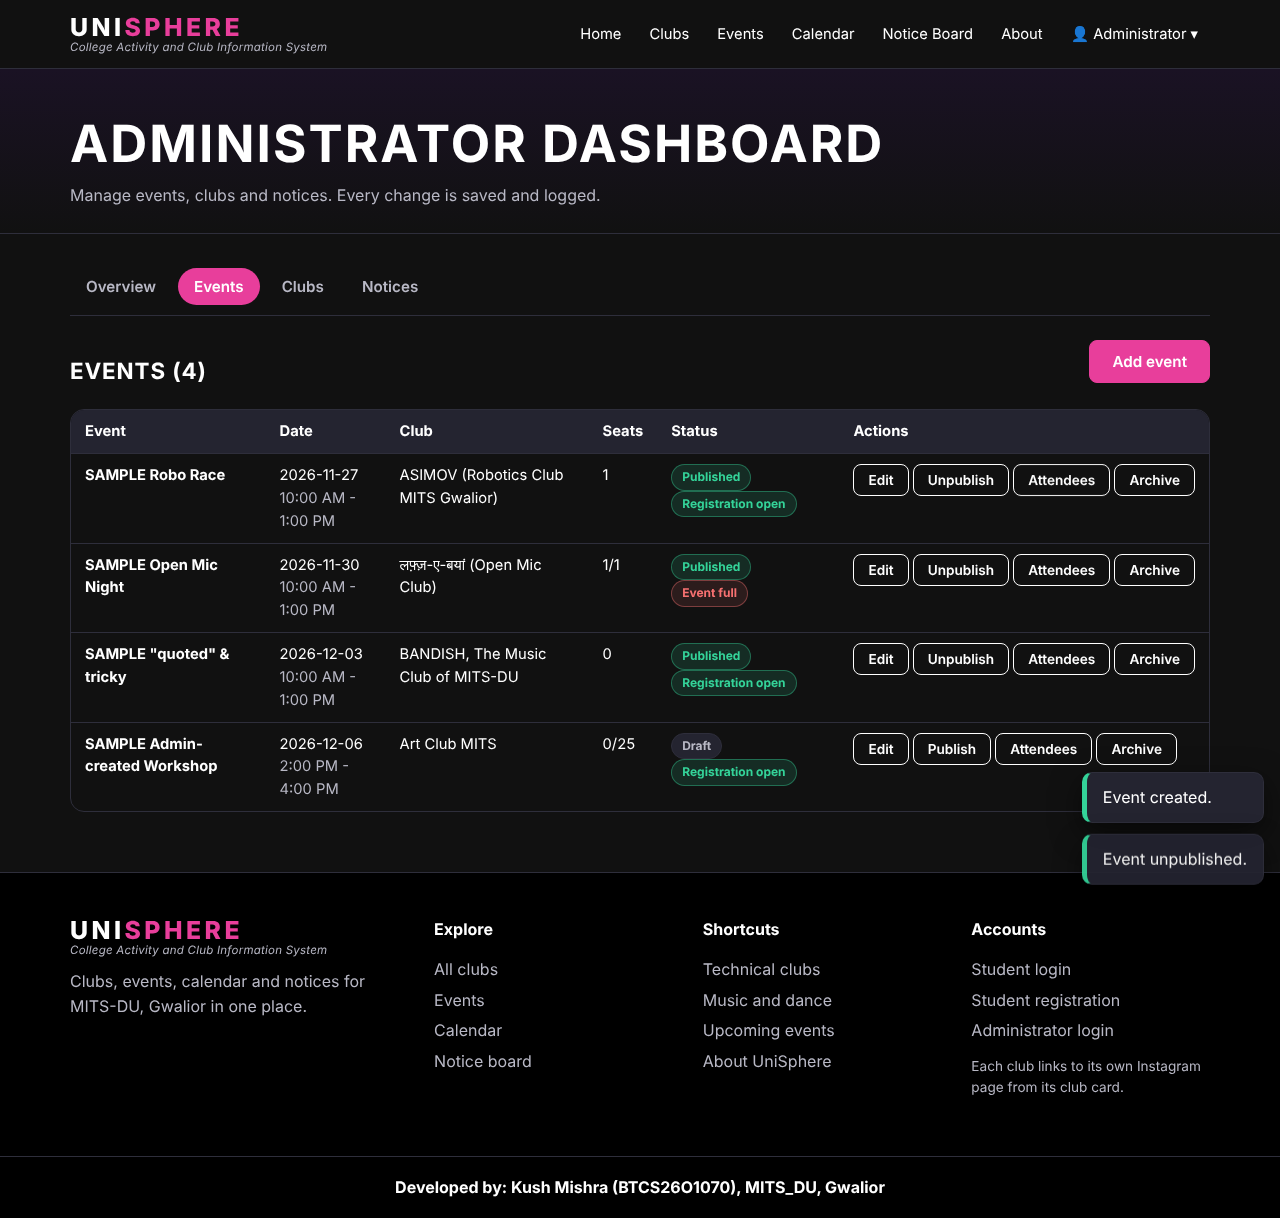 UNISPHERE
College Activity and Club Information System
Home Clubs Events Calendar Notice Board About 👤 Administrator ▾
ADMINISTRATOR DASHBOARD
Manage events, clubs and notices. Every change is saved and logged.
Overview Events Clubs Notices
EVENTS (4)
Add event
Event Date Club Seats Status Actions
SAMPLE Robo Race
2026-11-27
10:00 AM -
1:00 PM
ASIMOV (Robotics Club
MITS Gwalior)
1
Published
Registration open
Edit Unpublish Attendees Archive
SAMPLE Open Mic
Night
2026-11-30
10:00 AM -
1:00 PM
लफ़्ज़-ए-बयां (Open Mic
Club)
1/1
Published
Event full
Edit Unpublish Attendees Archive
SAMPLE "quoted" &
tricky
2026-12-03
10:00 AM -
1:00 PM
BANDISH, The Music
Club of MITS-DU
0
Published
Registration open
Edit Unpublish Attendees Archive
SAMPLE Admin-
created Workshop
2026-12-06
2:00 PM -
4:00 PM
Art Club MITS
0/25
Draft
Registration open
Edit Publish Attendees Archive
Event created.
Event unpublished.
UNISPHERE
College Activity and Club Information System
Clubs, events, calendar and notices for
MITS-DU, Gwalior in one place.
Explore
All clubs
Events
Calendar
Notice board
Shortcuts
Technical clubs
Music and dance
Upcoming events
About UniSphere
Accounts
Student login
Student registration
Administrator login
Each club links to its own Instagram
page from its club card.
Developed by: Kush Mishra (BTCS26O1070), MITS_DU, Gwalior